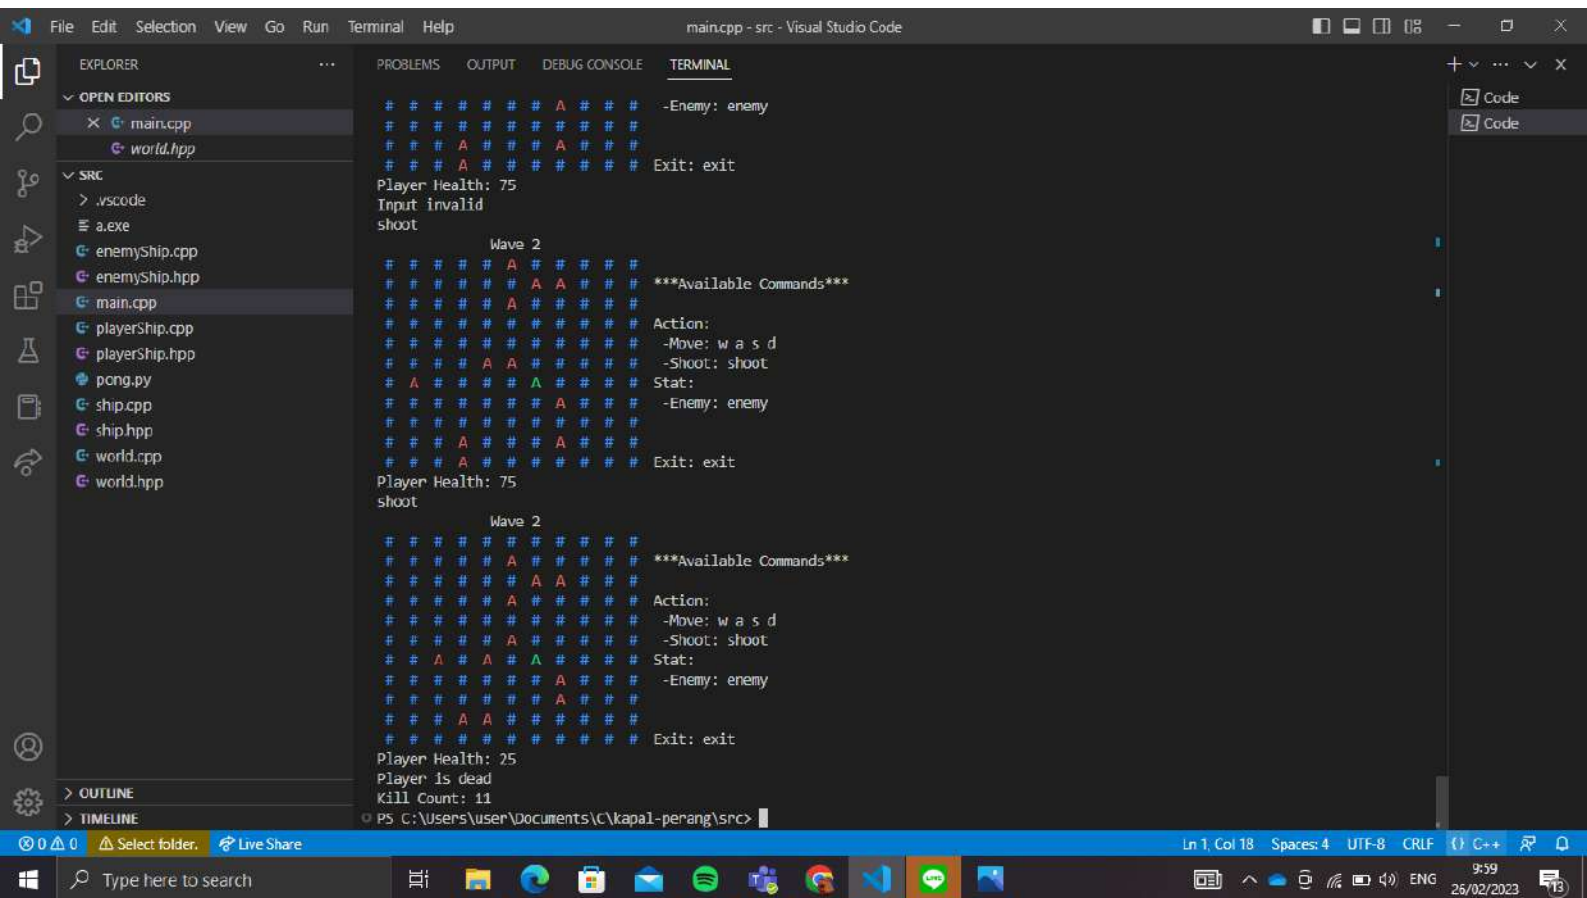 File Edit Selection View Go Run Terminal Help main.cpp - src - Visual Studio Code
EXPLORER ···
OPEN EDITORS
main.cpp
world.hpp
SRC
.vscode
a.exe
enemyShip.cpp
enemyShip.hpp
main.cpp
playerShip.cpp
playerShip.hpp
pong.py
ship.cpp
ship.hpp
world.cpp
world.hpp
OUTLINE
TIMELINE
PROBLEMS OUTPUT DEBUG CONSOLE TERMINAL
# # # # # # # A # # # -Enemy: enemy
# # # # # # # # # # #
# # # A # # # A # # #
# # # A # # # # # # # Exit: exit
Player Health: 75
Input invalid
shoot
Wave 2
# # # # # A # # # # #
# # # # # # A A # # # ***Available Commands***
# # # # # A # # # # #
# # # # # # # # # # # Action:
# # # # # # # # # # # -Move: w a s d
# # # # A A # # # # # -Shoot: shoot
# A # # # # A # # # # Stat:
# # # # # # # A # # # -Enemy: enemy
# # # # # # # # # # #
# # # A # # # A # # #
# # # A # # # # # # # Exit: exit
Player Health: 75
shoot
Wave 2
# # # # # # # # # # #
# # # # # A # # # # # ***Available Commands***
# # # # # # A A # # #
# # # # # A # # # # # Action:
# # # # # # # # # # # -Move: w a s d
# # # # # A # # # # # -Shoot: shoot
# # A # A # A # # # # Stat:
# # # # # # # A # # # -Enemy: enemy
# # # # # # # A # # #
# # # A A # # # # # #
# # # # # # # # # # # Exit: exit
Player Health: 25
Player is dead
Kill Count: 11
PS C:\Users\user\Documents\C\kapal-perang\src>
Code
Code
0 0 Select folder. Live Share
Ln 1, Col 18 Spaces: 4 UTF-8 CRLF {} C++
Type here to search
ENG 9:59
26/02/2023
13